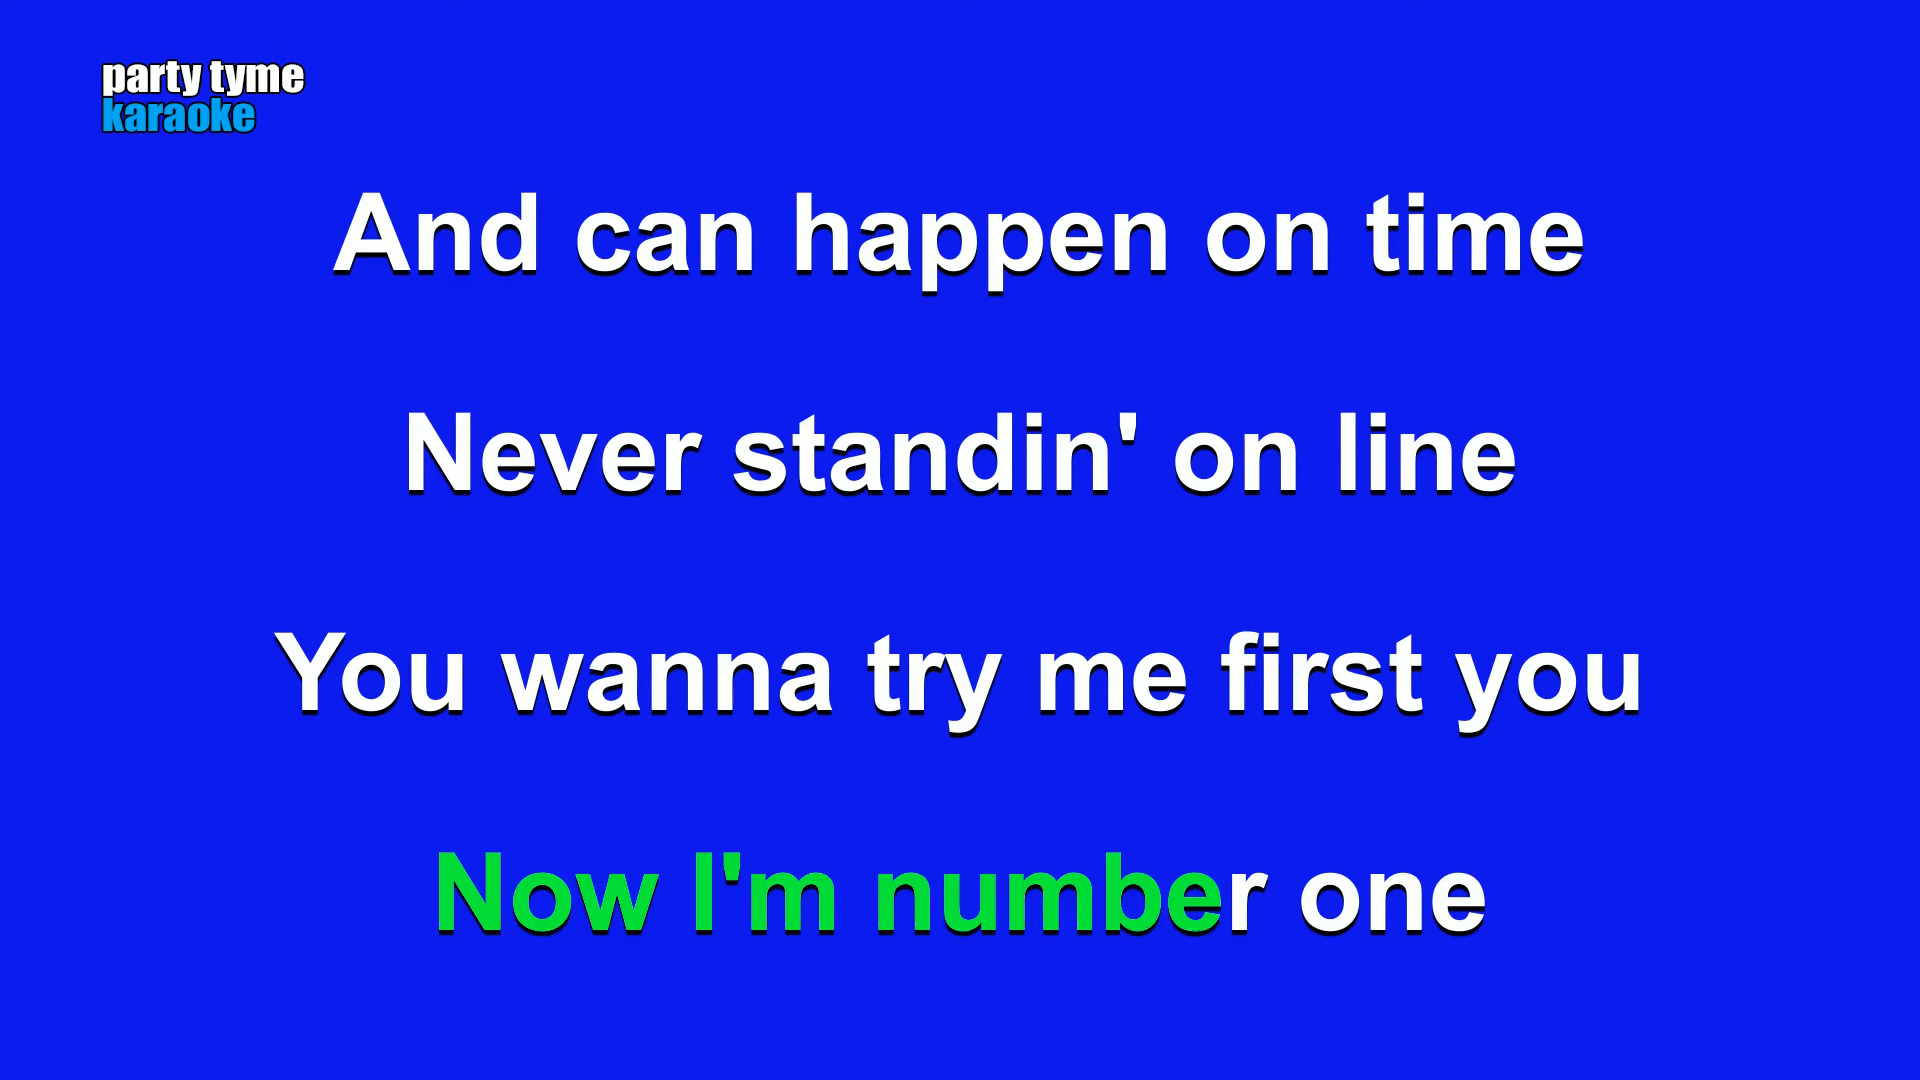 party tyme
karaoke
And can happen on time
Never standin' on line
You wanna try me first you
Now I'm number one